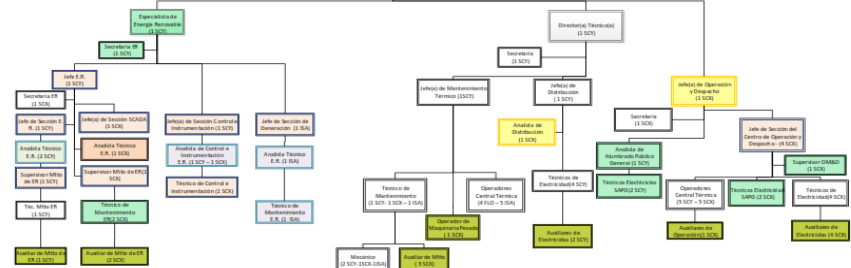 Especialista de
Energía Renovable
(1 SCY)
Secretaria ER
(1 SCY)
Jefe E.R.
(1 SCY)
Secretaria ER
(1 SCX)
Jefe de Sección E.
R. (1 SCY)
Jefe(a) de Sección SCADA
(1 SCX)
Analista Técnico
E.R. (2 SCY)
Analista Técnico
E.R. (1 SCX)
Supervisor Mtto
de ER (1 SCY)
Supervisor Mtto de ER(1
SCX)
Téc. Mtto ER
(1 SCY)
Técnico de
Mantenimiento
ER(2 SCX)
Auxiliar de Mtto de
ER (1 SCY)
Auxiliar de Mtto de ER
(2 SCX)
Jefe(a) de Sección Control e
Instrumentación (1 SCY)
Analista de Control e
Instrumentación
E.R. (1 SCY – 1 SCX)
Técnico de Control e
Instrumentación (1 SCX)
Jefe de Sección de
Generación (1 ISA)
Analista Técnico
E.R. (1 ISA)
Técnico de
Mantenimiento
E.R. (1 ISA)
Director(a) Técnico(a)
(1 SCY)
Secretaria
(1 SCY)
Jefe(a) de Mantenimiento
Térmico (1SCY)
Jefe(a) de
Distribución
( 1 SCY)
Analista de
Distribución
(1 SCX)
Técnico de
Mantenimiento
(1 SCY- 1 SCX – 1 ISA)
Operadores
Central Térmica
(4 FLO – 5 ISA)
Operador de
Maquinaria Pesada
( 1 SCX)
Mecánico
(2 SCY-1SCX-1ISA)
Auxiliar de Mtto
( 3 SCX)
Técnicos de
Electricidad(4 SCY)
Auxiliares de
Electricistas (2 SCY)
Jefe(a) de Operación
y Despacho
(1 SCX)
Secretaria
(1 SCX)
Jefe de Sección del
Centro de Operación y
Despacho - (4 SCX)
Analista de
Alumbrado Público
General (1 SCY)
Técnicos Electricistas
SAPG(2 SCY)
Supervisor OM&D
(1 SCX)
Operadores
Central Térmica
(5 SCY – 5 SCX)
Técnicos Electricistas
SAPG (2 SCX)
Técnicos de
Electricidad(4 SCX)
Auxiliares de
Operación(1 SCX)
Auxiliares de
Electricistas (4 SCX)